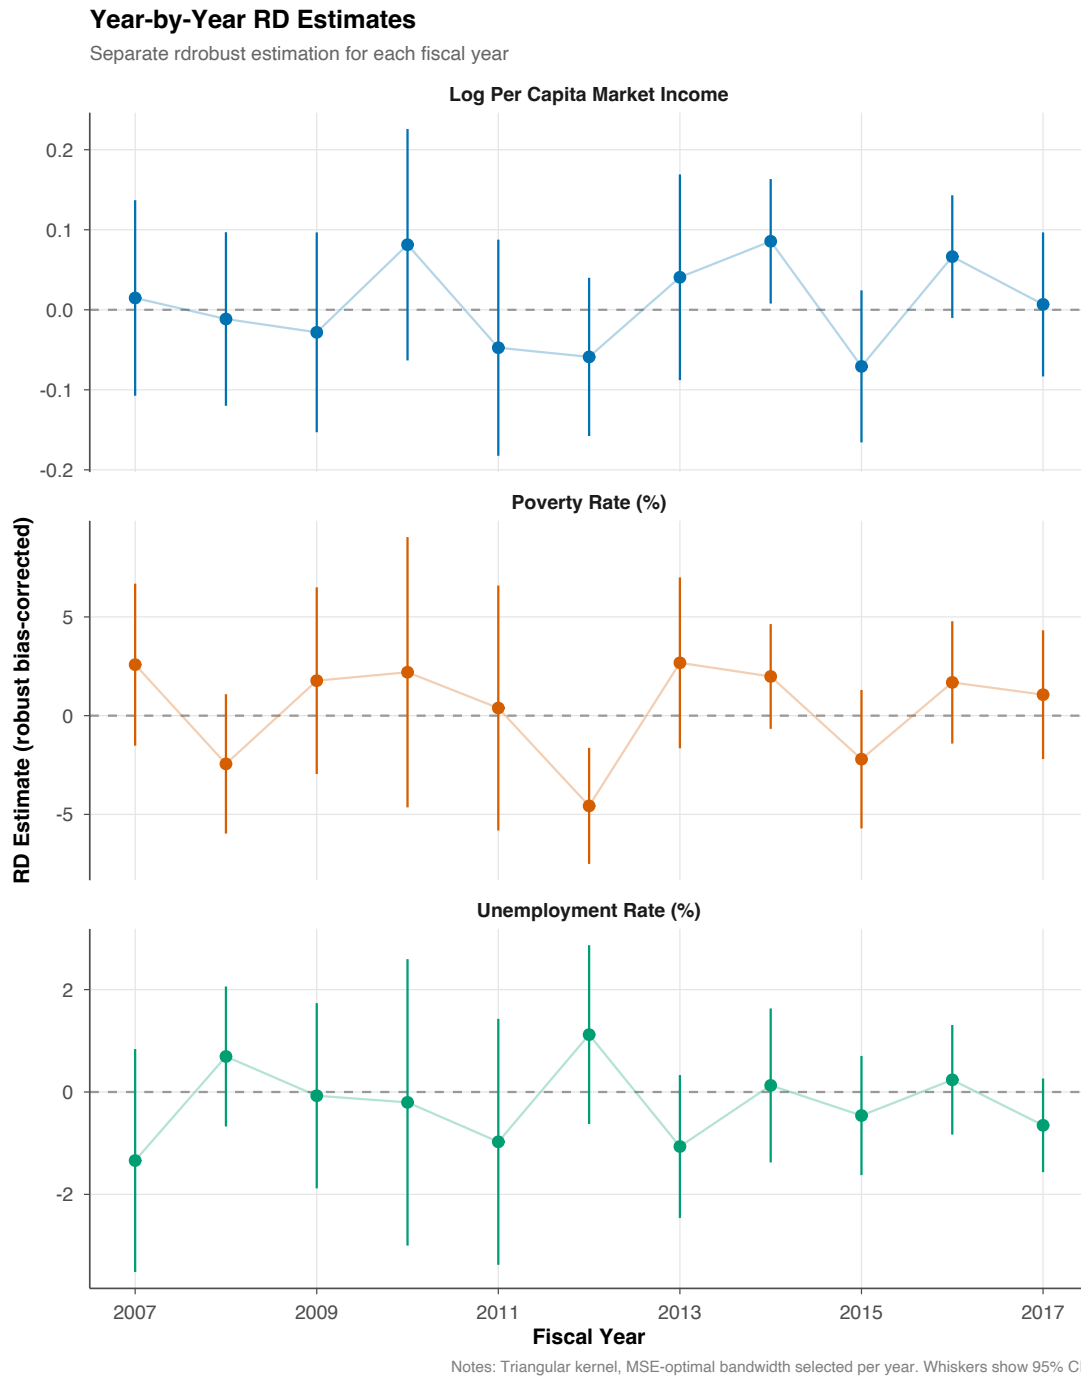 Year-by-Year RD Estimates
Separate rdrobust estimation for each fiscal year
Log Per Capita Market Income
0.2
0.1
0.0
-0.1
-0.2
Poverty Rate (%)
5
0
-5
RD Estimate (robust bias-corrected)
Unemployment Rate (%)
2
0
-2
2007 2009 2011 2013 2015 2017
Fiscal Year
Notes: Triangular kernel, MSE-optimal bandwidth selected per year. Whiskers show 95% CI